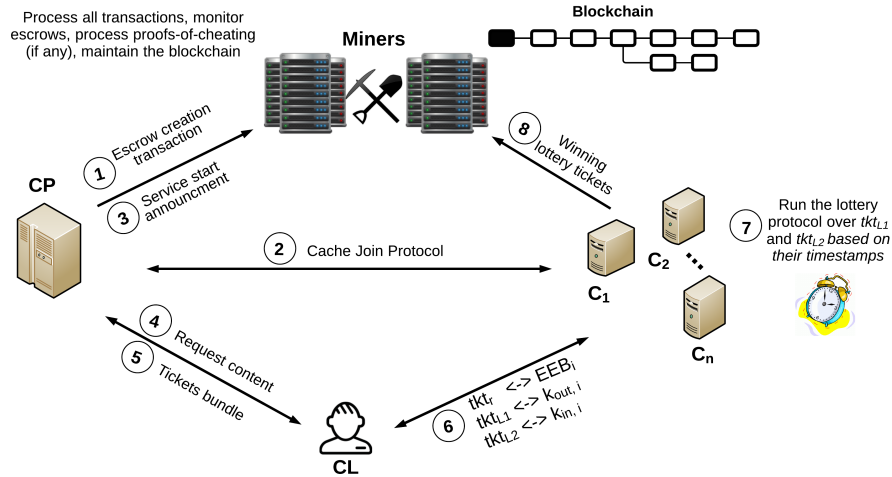 Process all transactions, monitor
escrows, process proofs-of-cheating
(if any), maintain the blockchain
Miners
Blockchain
1
Escrow creation
transaction
3
Service start
announcment
8
Winning
lottery tickets
CP
2
Cache Join Protocol
C1
C2
Cn
7
Run the lottery
protocol over tktL1
and tktL2 based on
their timestamps
4
Request content
5
Tickets bundle
6
tktr <-> EEBi
tktL1 <-> kout, i
tktL2 <-> kin, i
CL